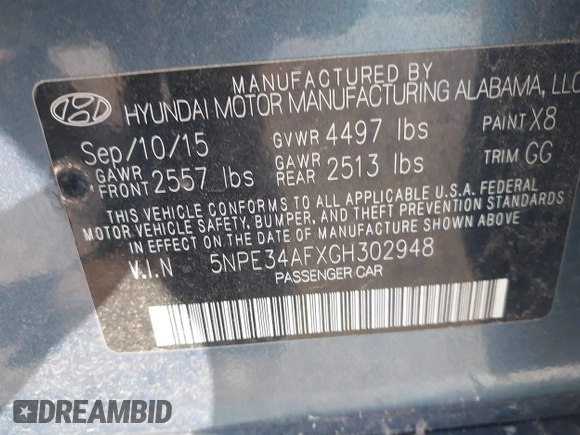 MANUFACTURED BY
HYUNDAI MOTOR MANUFACTURING ALABAMA, LLC
Sep/10/15 GVWR 4497 lbs PAINT X8
GAWR FRONT 2557 lbs GAWR REAR 2513 lbs TRIM GG
THIS VEHICLE CONFORMS TO ALL APPLICABLE U.S.A. FEDERAL
MOTOR VEHICLE SAFETY, BUMPER, AND THEFT PREVENTION STANDARDS
IN EFFECT ON THE DATE OF MANUFACTURE SHOWN ABOVE.
V.I.N 5NPE34AFXGH302948
PASSENGER CAR
DREAMBID